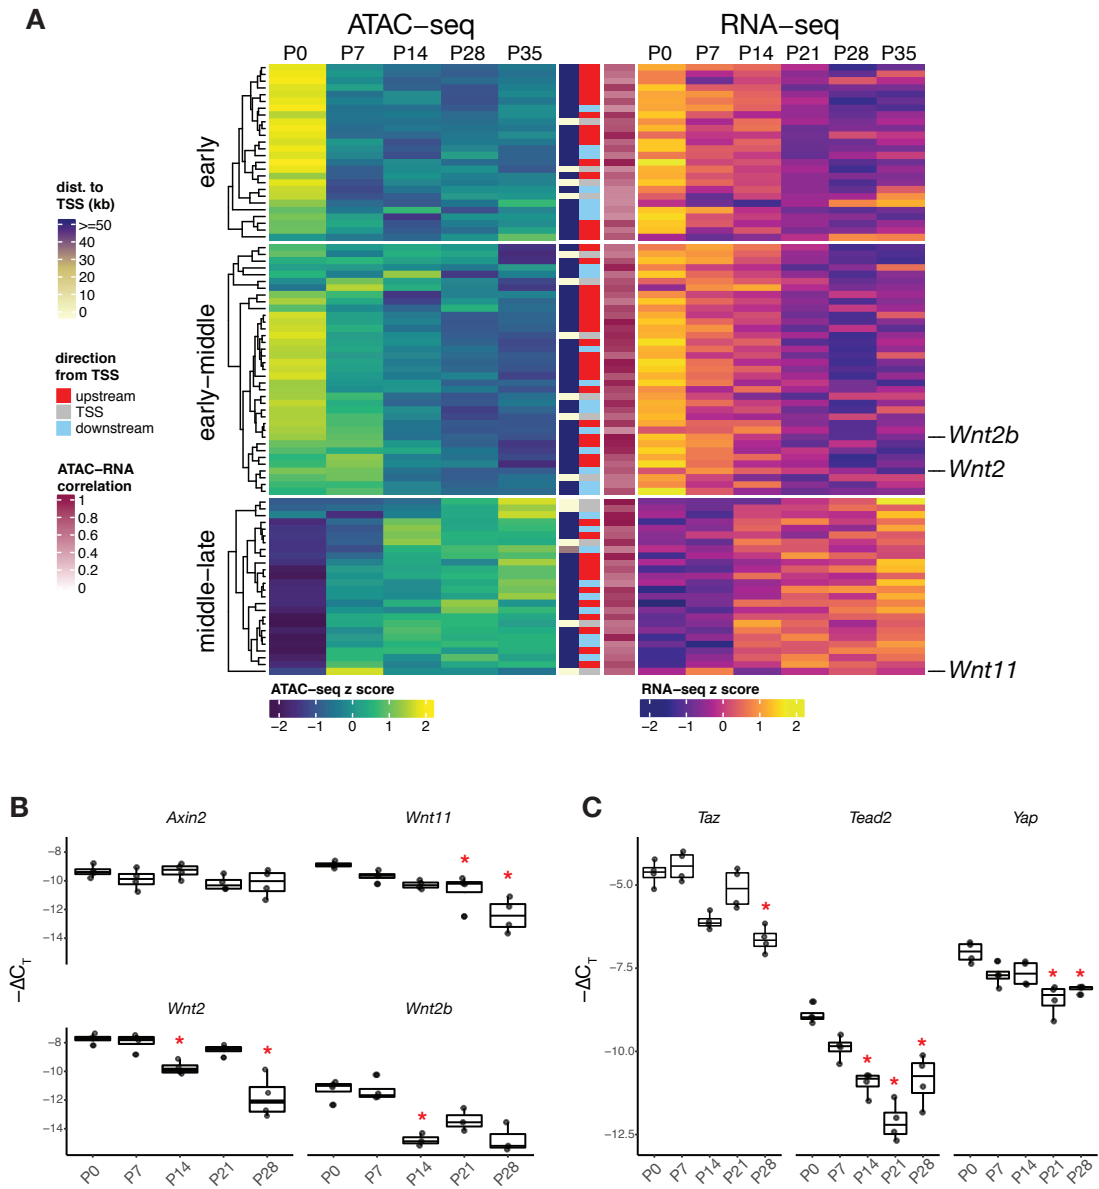 A
ATAC-seq
RNA-seq
P0 P7 P14 P28 P35
P0 P7 P14 P21 P28 P35
early
early-middle
middle-late
dist. to
TSS (kb)
>=50
40
30
20
10
0
direction
from TSS
upstream
TSS
downstream
ATAC-RNA
correlation
1
0.8
0.6
0.4
0.2
0
Wnt2b
Wnt2
Wnt11
ATAC-seq z score
−2 −1 0 1 2
RNA-seq z score
−2 −1 0 1 2
B
Axin2
Wnt11
−8
−10
−12
−14
* *
−ΔCT
Wnt2
Wnt2b
−8
−10
−12
−14
* * *
P0 P7 P14 P21 P28
P0 P7 P14 P21 P28
C
Taz
Tead2
Yap
−5.0
−7.5
−10.0
−12.5
−ΔCT
* * * * * *
P0 P7 P14 P21 P28
P0 P7 P14 P21 P28
P0 P7 P14 P21 P28